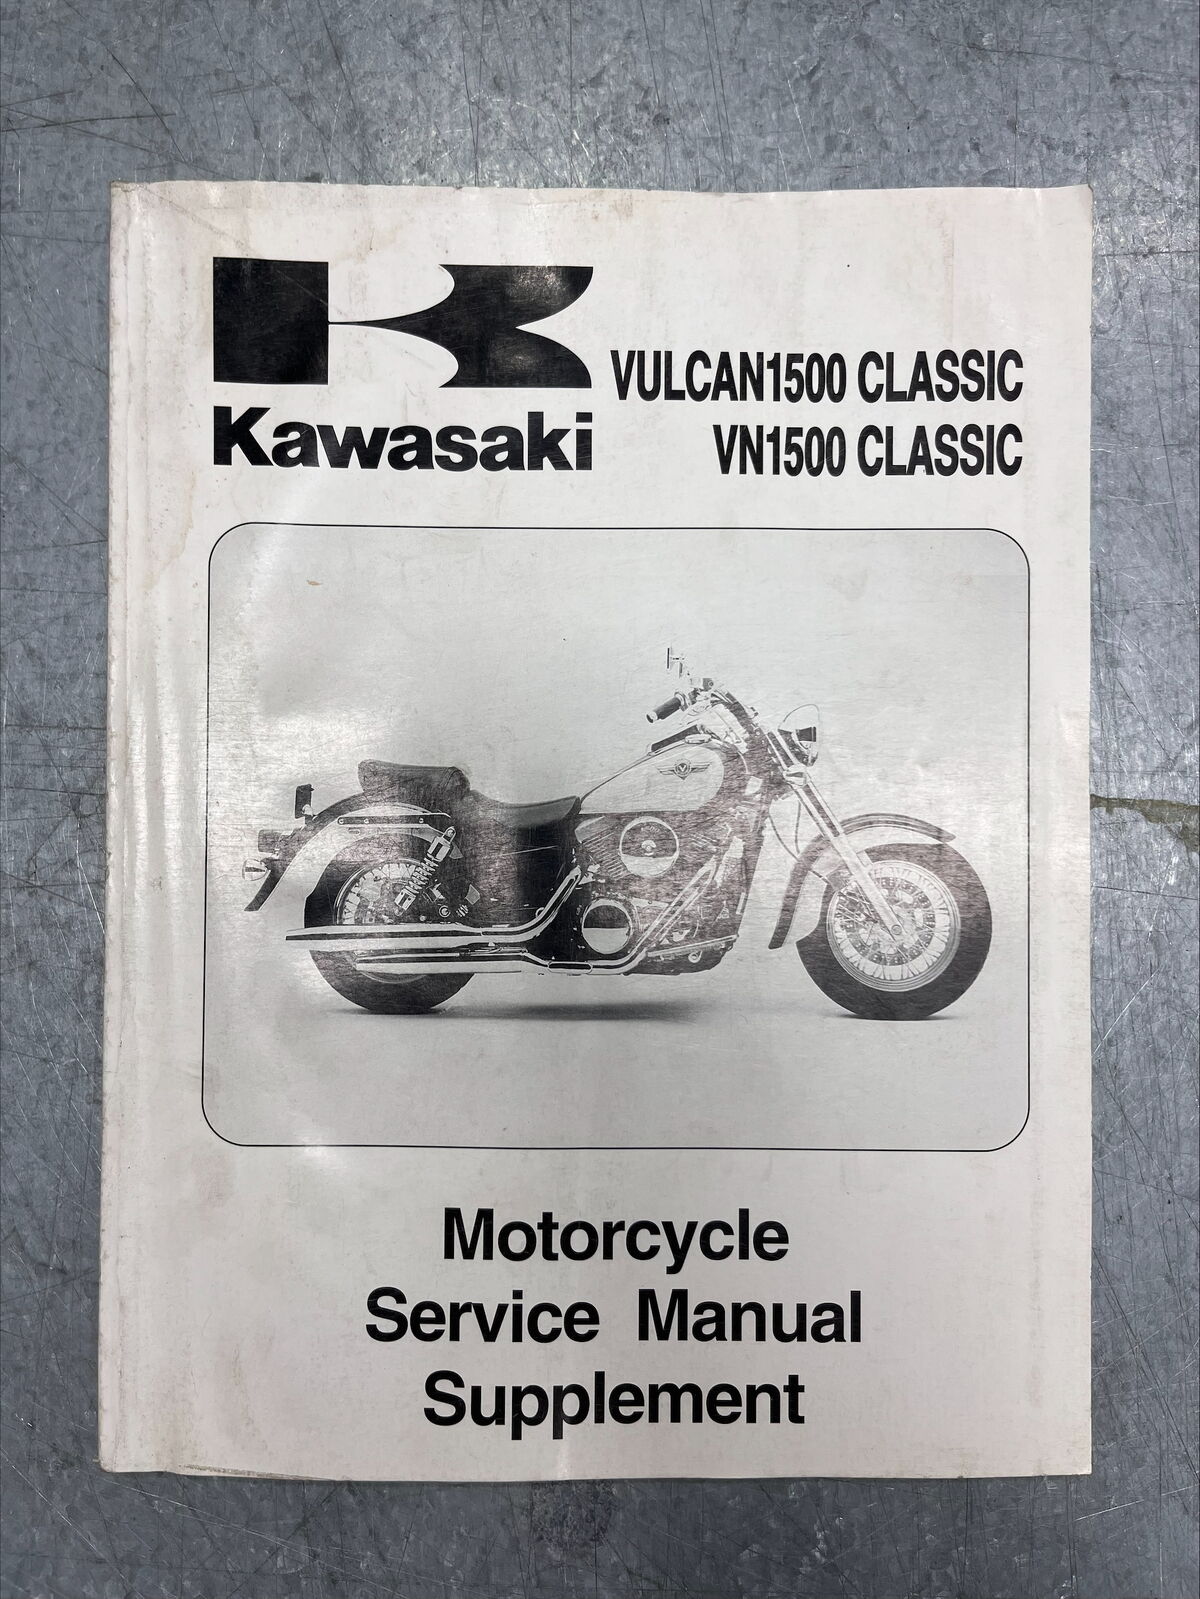 Kawasaki
VULCAN1500 CLASSIC
VN1500 CLASSIC
Motorcycle
Service Manual
Supplement